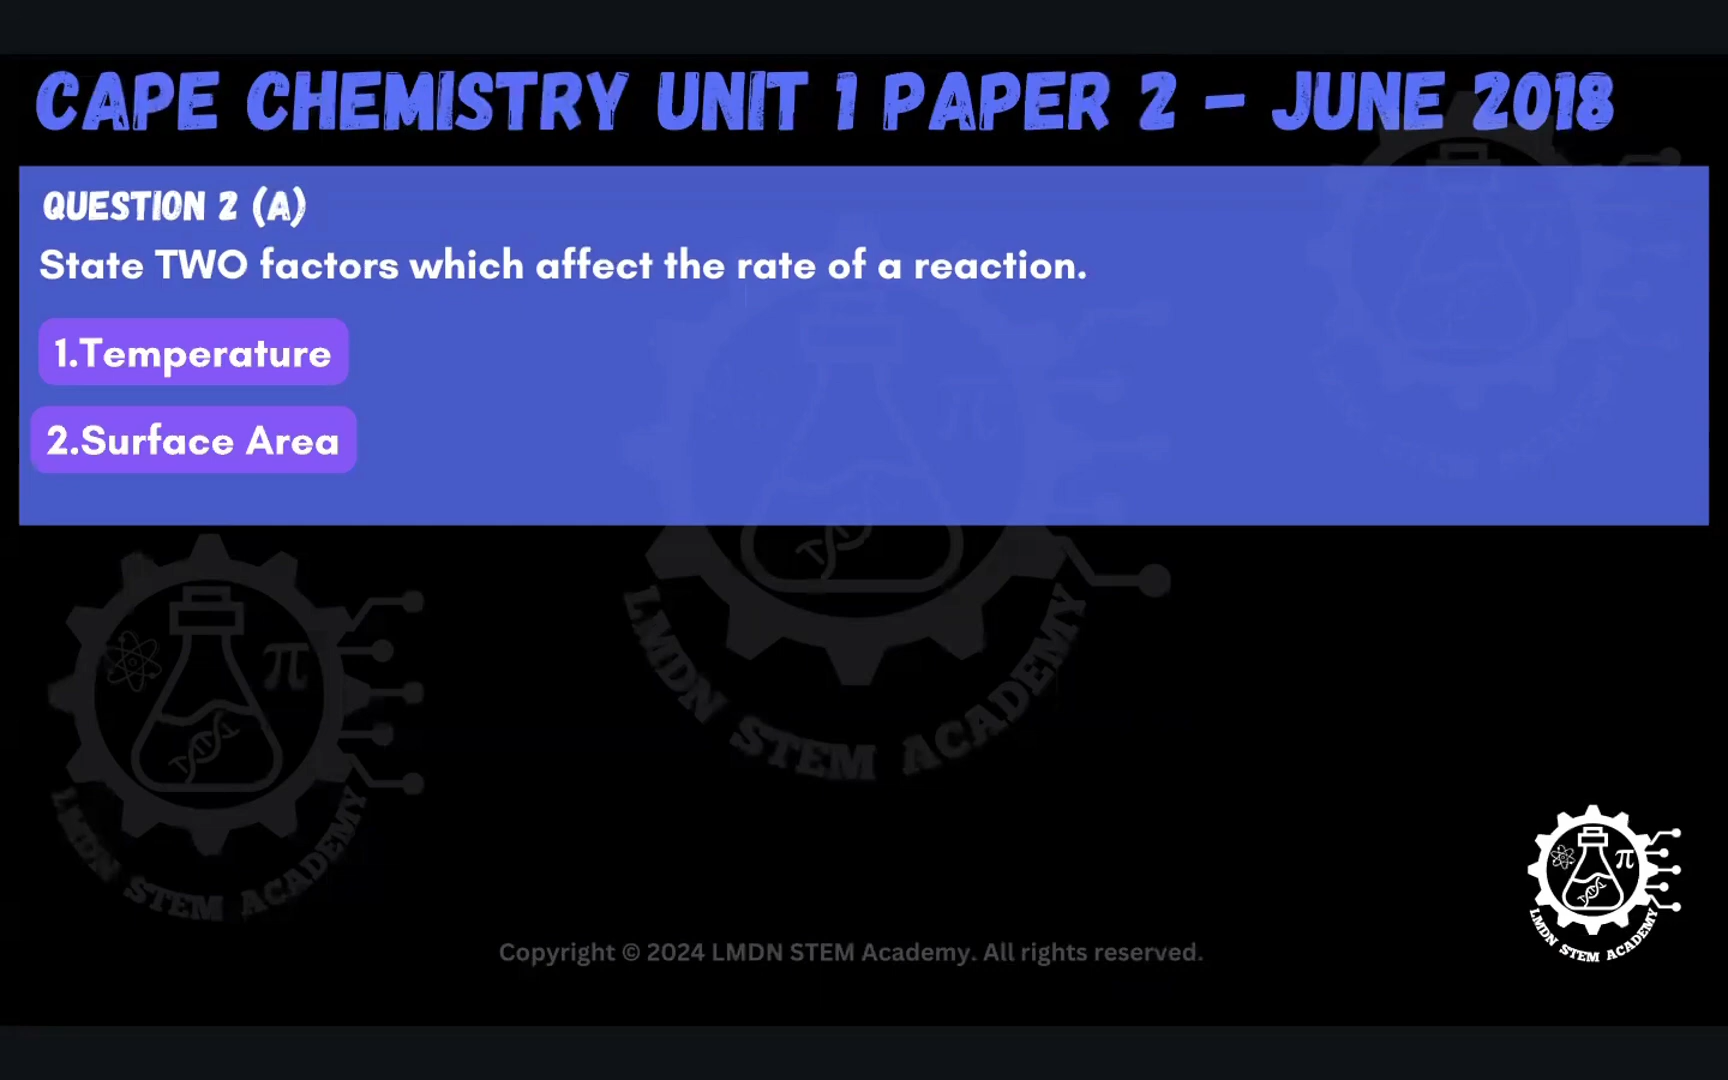 CAPE CHEMISTRY UNIT 1 PAPER 2 – JUNE 2018
QUESTION 2 (A)
State TWO factors which affect the rate of a reaction.
1.Temperature
2.Surface Area
π
π
LMDN STEM ACADEMY
π
LMDN STEM ACADEMY
π
LMDN STEM ACADEMY
Copyright © 2024 LMDN STEM Academy. All rights reserved.